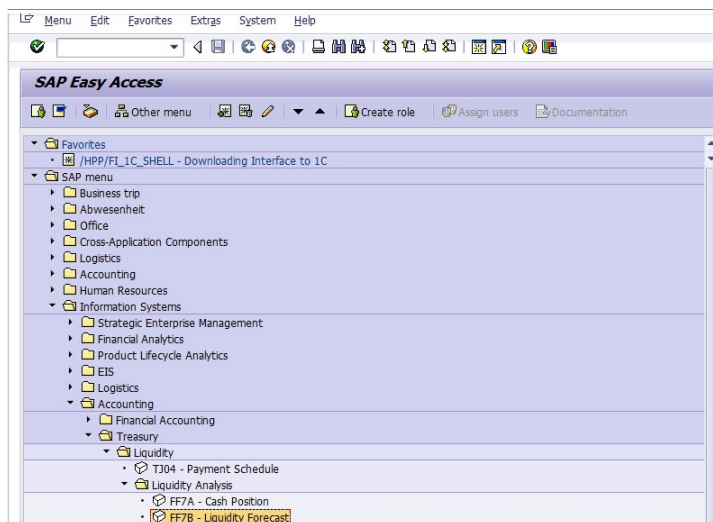 Menu Edit Favorites Extras System Help
SAP Easy Access
Other menu Create role Assign users Documentation
Favorites
/HPP/FI_1C_SHELL - Downloading Interface to 1C
SAP menu
Business trip
Abwesenheit
Office
Cross-Application Components
Logistics
Accounting
Human Resources
Information Systems
Strategic Enterprise Management
Financial Analytics
Product Lifecycle Analytics
EIS
Logistics
Accounting
Financial Accounting
Treasury
Liquidity
TJ04 - Payment Schedule
Liquidity Analysis
FF7A - Cash Position
FF7B - Liquidity Forecast